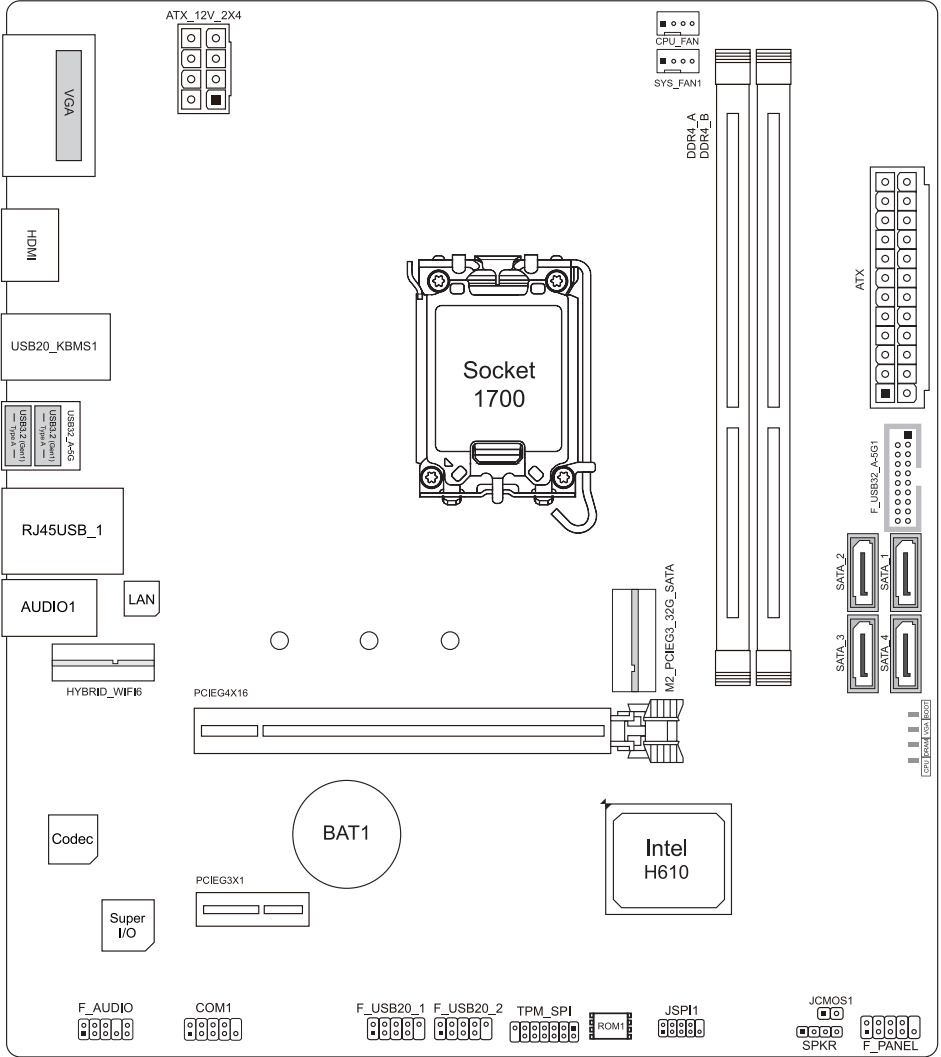 ATX_12V_2X4
CPU_FAN
SYS_FAN1
VGA
DDR4_A
DDR4_B
HDMI
ATX
USB20_KBMS1
Socket
1700
USB32_A-5G
USB3.2 (Gen1)
— Type A —
USB3.2 (Gen1)
— Type A —
F_USB32_A-5G1
RJ45USB_1
SATA_2
SATA_1
AUDIO1
LAN
M2_PCIEG3_32G_SATA
SATA_3
SATA_4
HYBRID_WIFI6
PCIEG4X16
CPU DRAM VGA BOOT
Codec
BAT1
Intel
H610
PCIEG3X1
Super
I/O
F_AUDIO
COM1
F_USB20_1
F_USB20_2
TPM_SPI
ROM1
JSPI1
JCMOS1
SPKR
F_PANEL